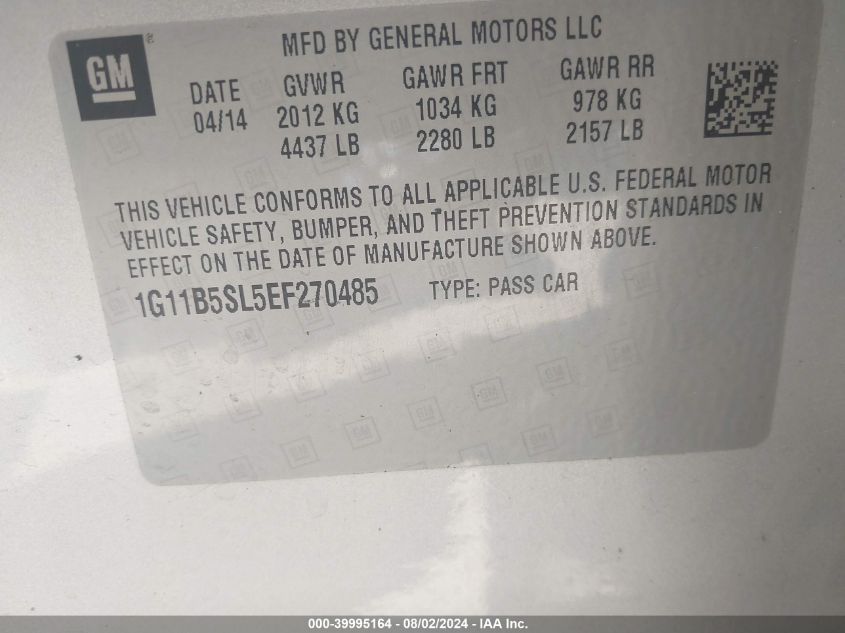 GM
MFD BY GENERAL MOTORS LLC
DATE GVWR GAWR FRT GAWR RR
04/14 2012 KG 1034 KG 978 KG
4437 LB 2280 LB 2157 LB
THIS VEHICLE CONFORMS TO ALL APPLICABLE U.S. FEDERAL MOTOR
VEHICLE SAFETY, BUMPER, AND THEFT PREVENTION STANDARDS IN
EFFECT ON THE DATE OF MANUFACTURE SHOWN ABOVE.
1G11B5SL5EF270485 TYPE: PASS CAR
000-39995164 - 08/02/2024 - IAA Inc.